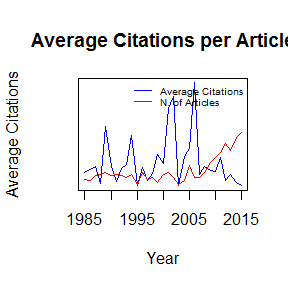 Average Citations per Article
Average Citations
Average Citations
N. of Articles
1985
1995
2005
2015
Year